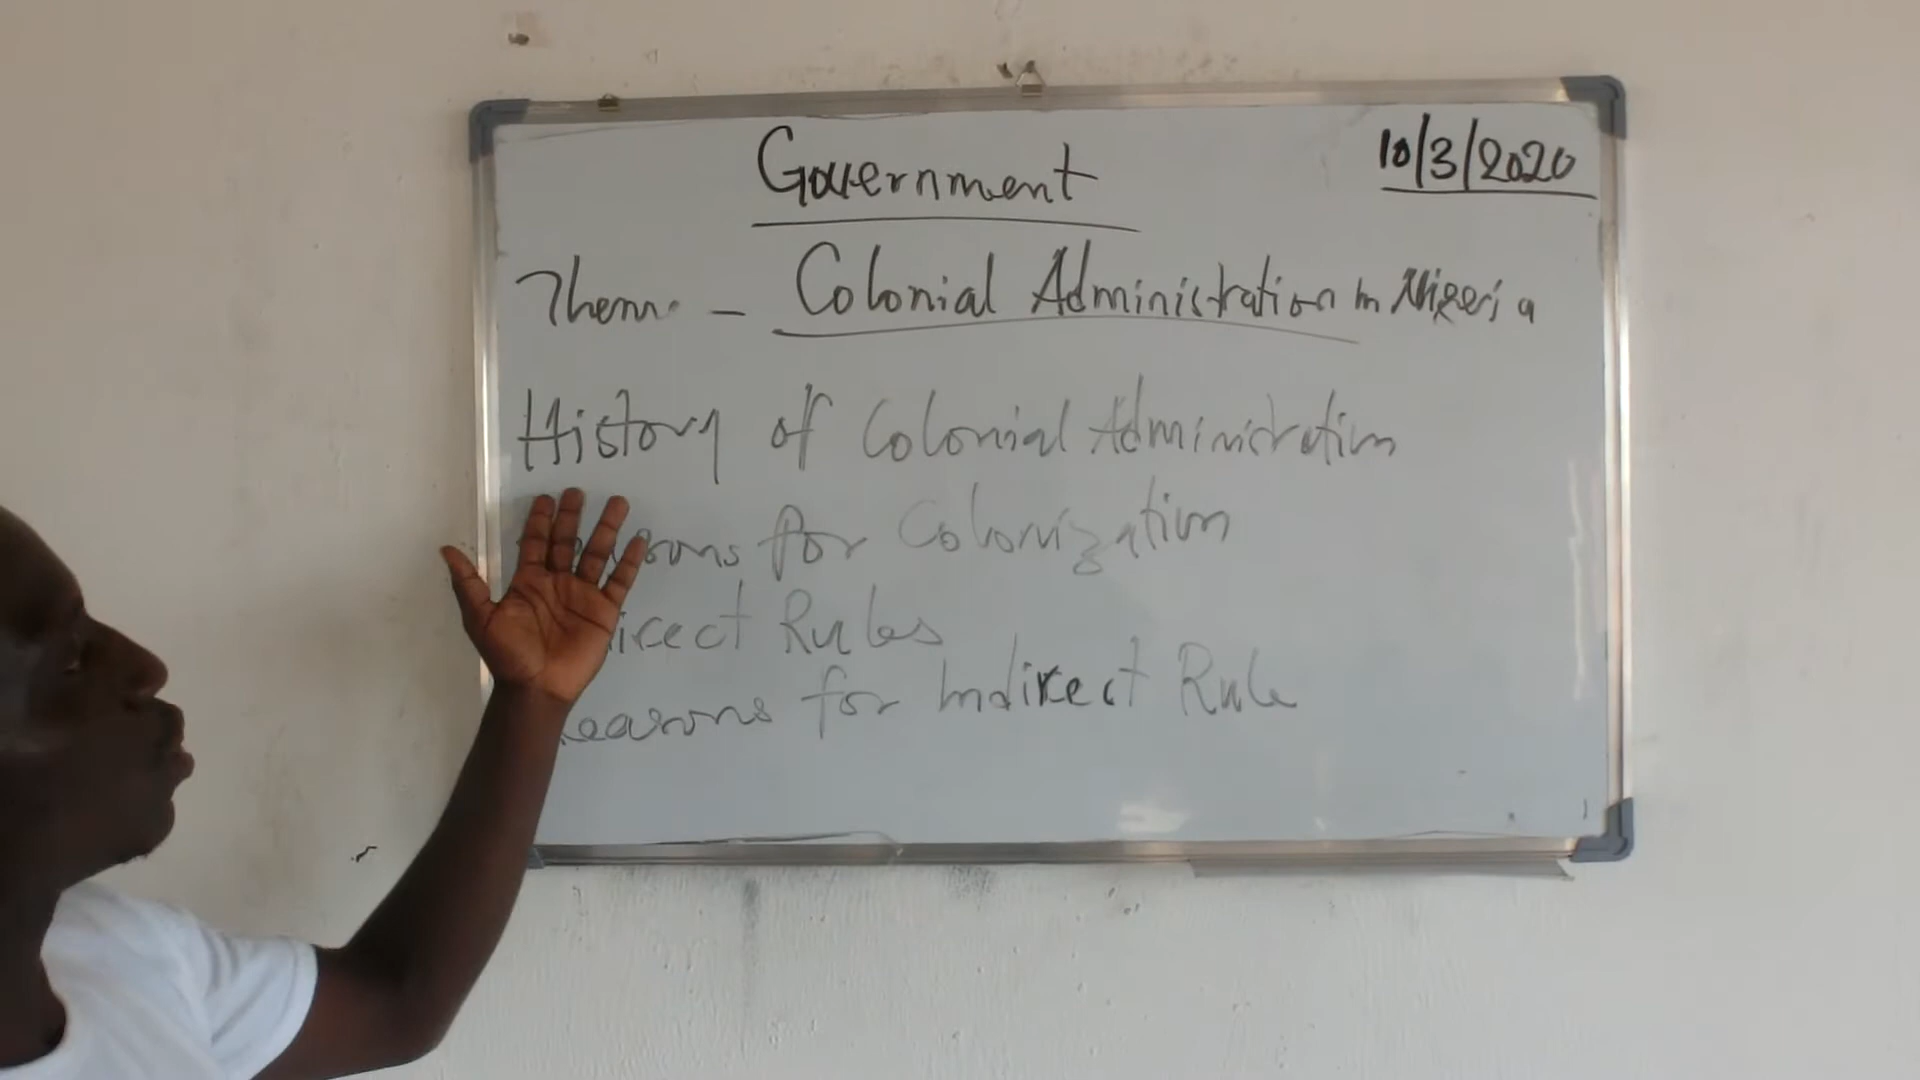 Government
10/3/2020
Theme - Colonial Administration in Nigeria
History of Colonial Administration
for Colonization
Rules
Reasons for Indirect Rule